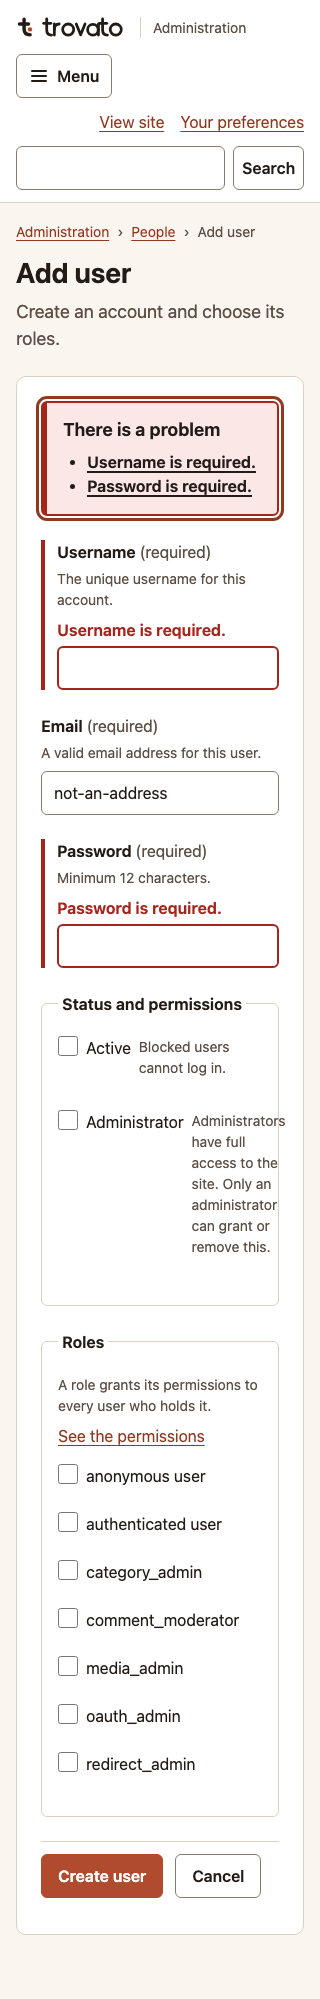 trovato
Administration
Menu
View site Your preferences
Search
Administration › People › Add user
Add user
Create an account and choose its
roles.
There is a problem
• Username is required.
• Password is required.
Username (required)
The unique username for this
account.
Username is required.
Email (required)
A valid email address for this user.
not-an-address
Password (required)
Minimum 12 characters.
Password is required.
Status and permissions
Active Blocked users
cannot log in.
Administrator Administrators
have full
access to the
site. Only an
administrator
can grant or
remove this.
Roles
A role grants its permissions to
every user who holds it.
See the permissions
anonymous user
authenticated user
category_admin
comment_moderator
media_admin
oauth_admin
redirect_admin
Create user Cancel